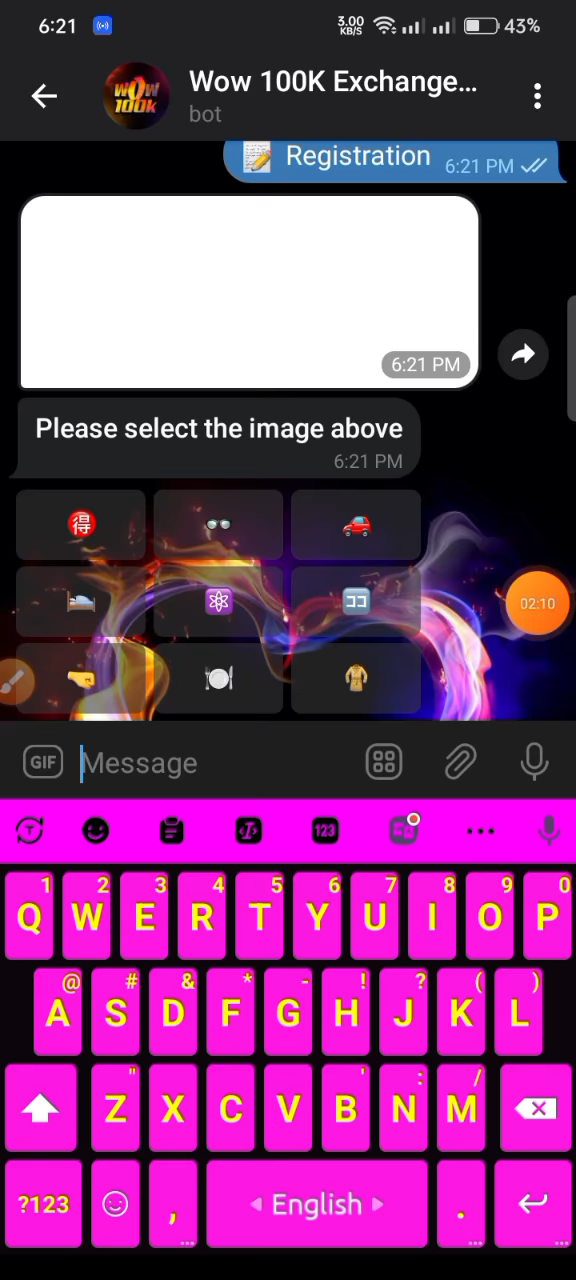 6:21
3.00 KB/S
43%
WOW 100k
Wow 100K Exchange...
bot
📝 Registration 6:21 PM
6:21 PM
Please select the image above
6:21 PM
得
ココ
02:10
GIF Message
T
T
123
1 2 3 4 5 6 7 8 9 0
Q W E R T Y U I O P
@ # & * - ! ? ( )
A S D F G H J K L
" ' : /
Z X C V B N M
?123 , English .